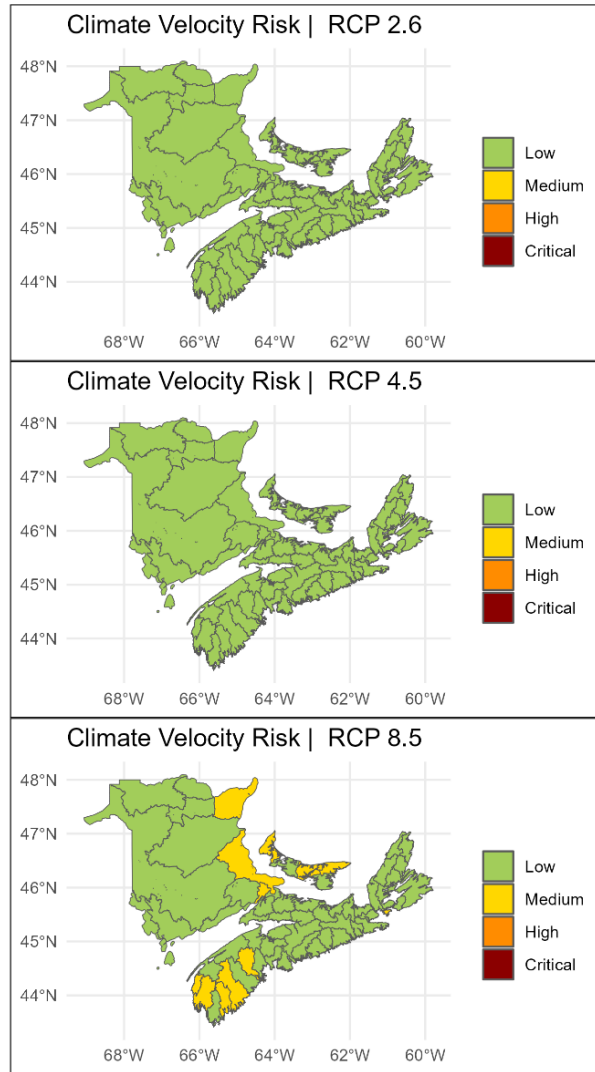 Climate Velocity Risk | RCP 2.6
48°N
47°N
46°N
45°N
44°N
68°W 66°W 64°W 62°W 60°W
Low
Medium
High
Critical
Climate Velocity Risk | RCP 4.5
48°N
47°N
46°N
45°N
44°N
68°W 66°W 64°W 62°W 60°W
Low
Medium
High
Critical
Climate Velocity Risk | RCP 8.5
48°N
47°N
46°N
45°N
44°N
68°W 66°W 64°W 62°W 60°W
Low
Medium
High
Critical